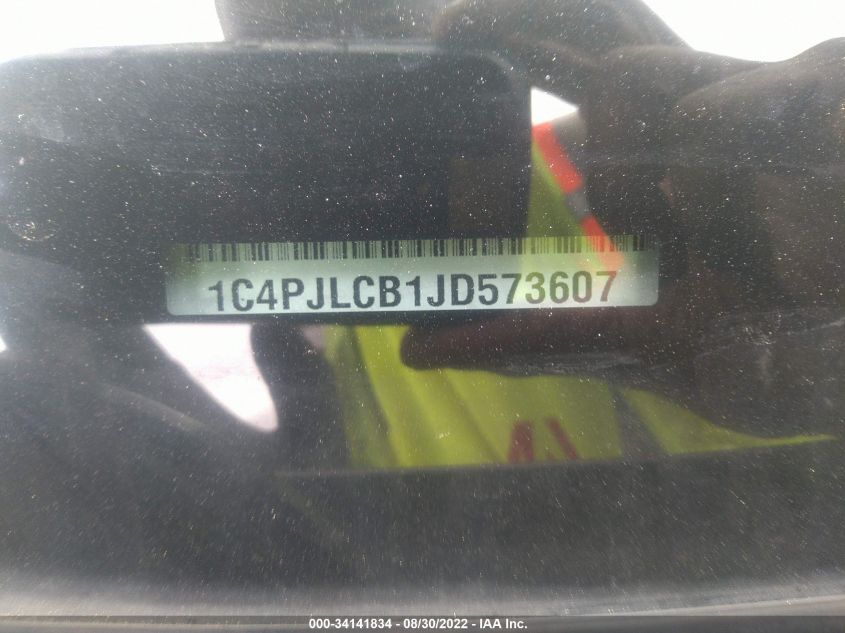 1C4PJLCB1JD573607
000-34141834 - 08/30/2022 - IAA Inc.